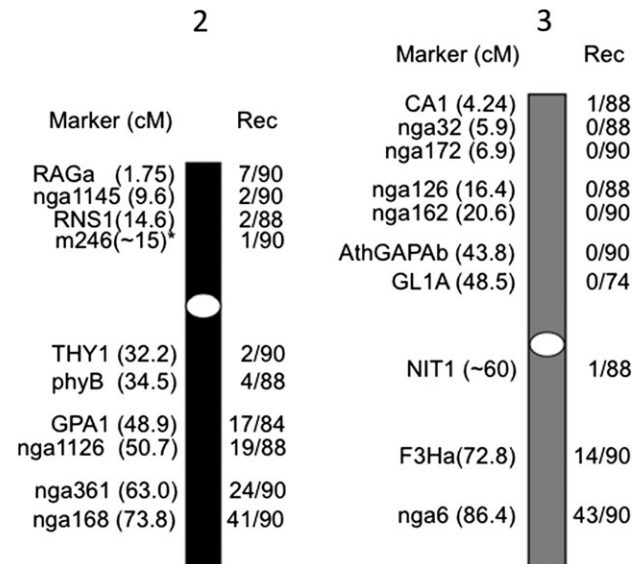 2
Marker (cM) Rec
RAGa (1.75) 7/90
nga1145 (9.6) 2/90
RNS1(14.6) 2/88
m246(~15)* 1/90
THY1 (32.2) 2/90
phyB (34.5) 4/88
GPA1 (48.9) 17/84
nga1126 (50.7) 19/88
nga361 (63.0) 24/90
nga168 (73.8) 41/90
3
Marker (cM) Rec
CA1 (4.24) 1/88
nga32 (5.9) 0/88
nga172 (6.9) 0/90
nga126 (16.4) 0/88
nga162 (20.6) 0/90
AthGAPAb (43.8) 0/90
GL1A (48.5) 0/74
NIT1 (~60) 1/88
F3Ha(72.8) 14/90
nga6 (86.4) 43/90